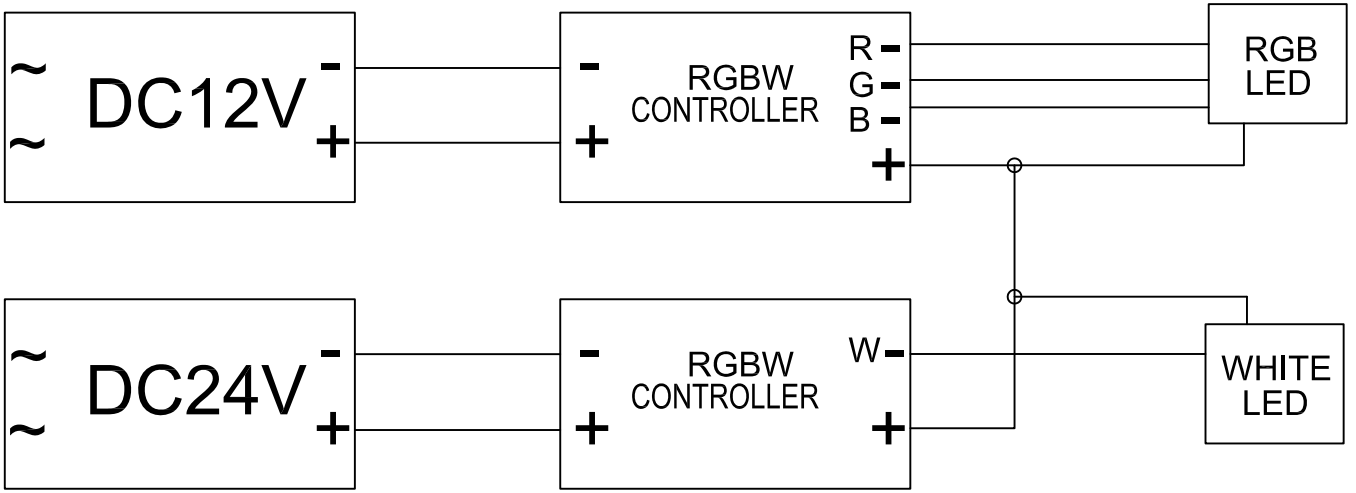 ~
DC12V
-
~
+
-
RGBW
CONTROLLER
+
R -
G -
B -
+
RGB
LED
~
DC24V
-
~
+
-
RGBW
CONTROLLER
+
W -
+
WHITE
LED